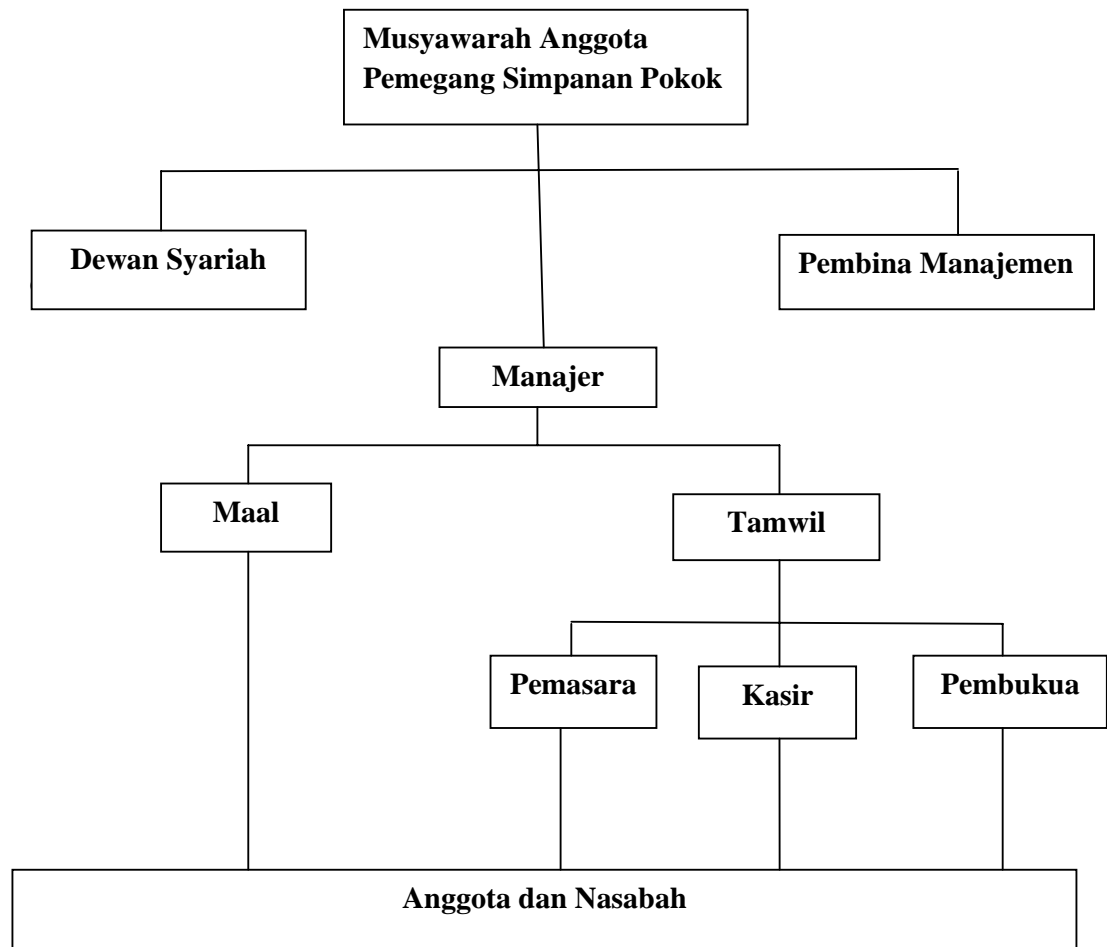 Musyawarah Anggota
Pemegang Simpanan Pokok
Dewan Syariah
Pembina Manajemen
Manajer
Maal
Tamwil
Pemasara
Kasir
Pembukua
Anggota dan Nasabah